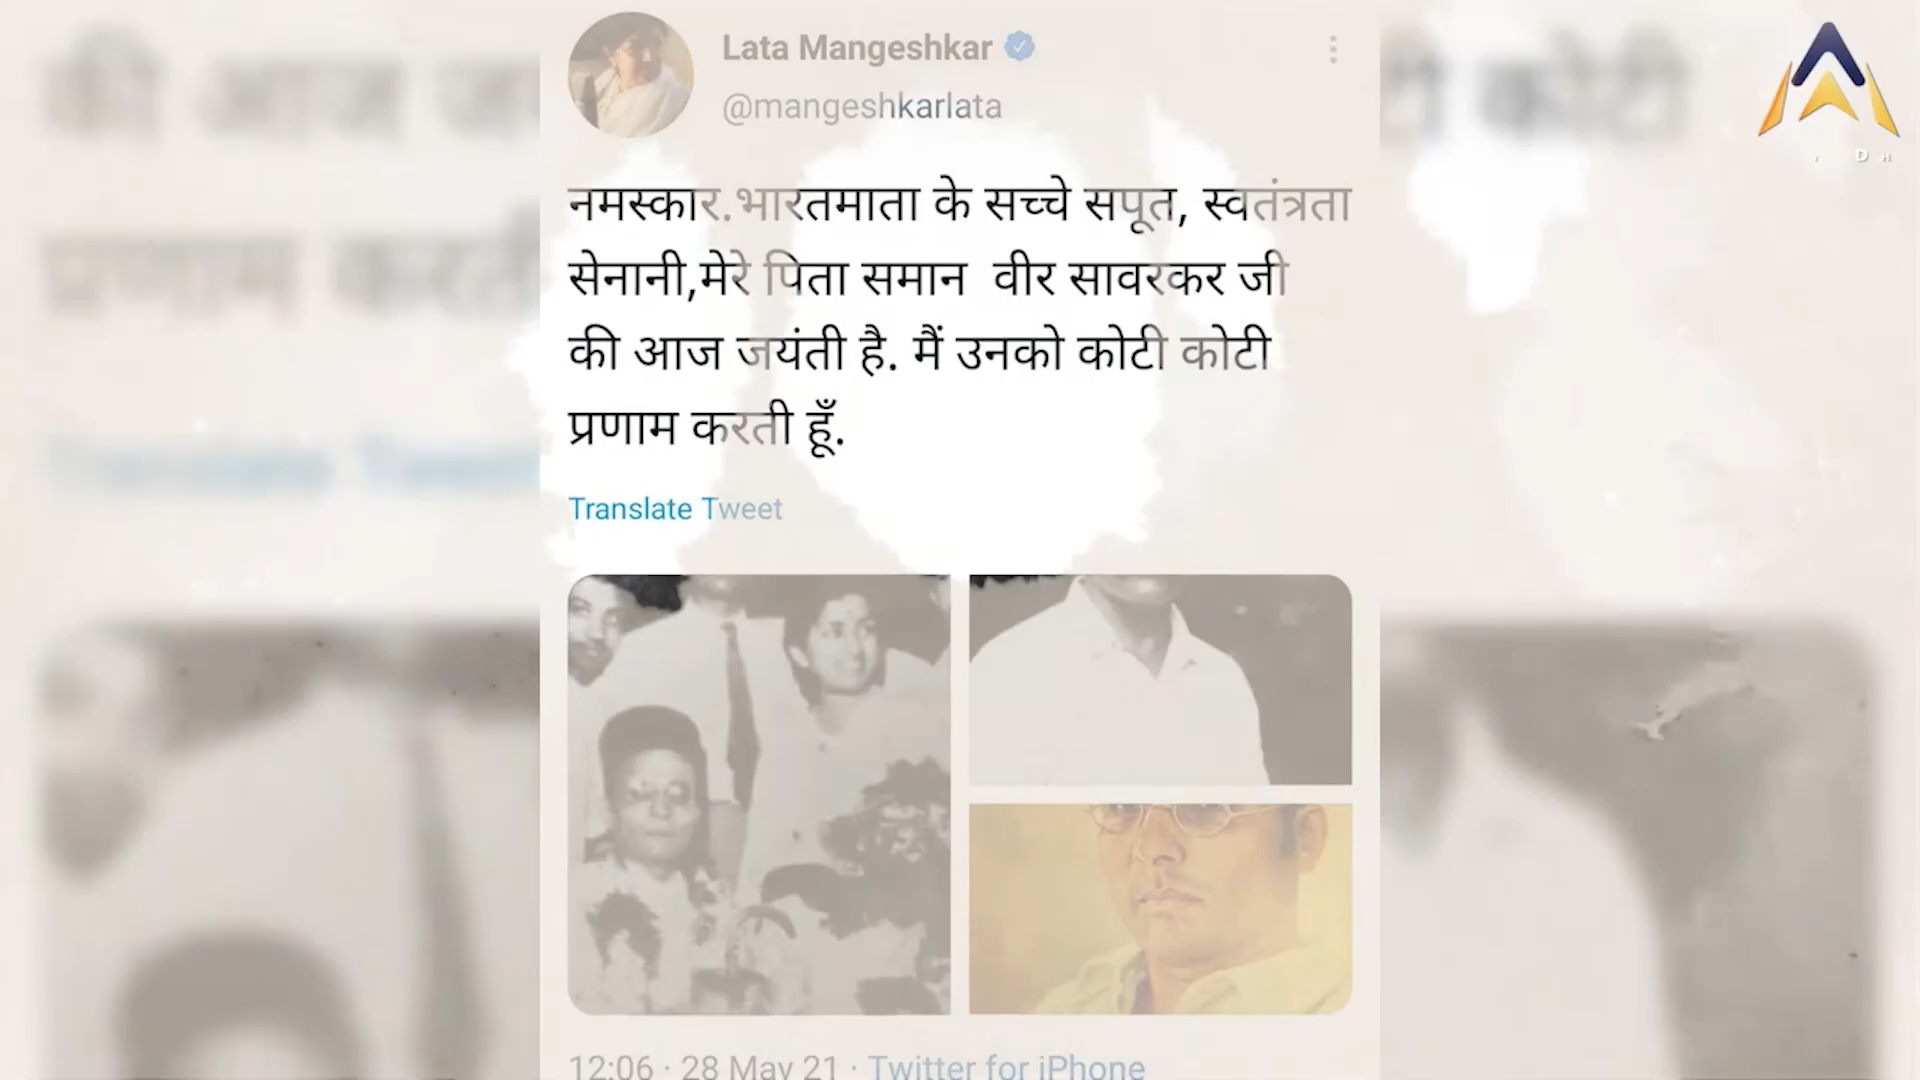 Lata Mangeshkar
@mangeshkarlata
नमस्कार.भारतमाता के सच्चे सपूत, स्वतंत्रता
सेनानी,मेरे पिता समान वीर सावरकर जी
की आज जयंती है. मैं उनको कोटी कोटी
प्रणाम करती हूँ.
Translate Tweet
12:06 · 28 May 21 · Twitter for iPhone